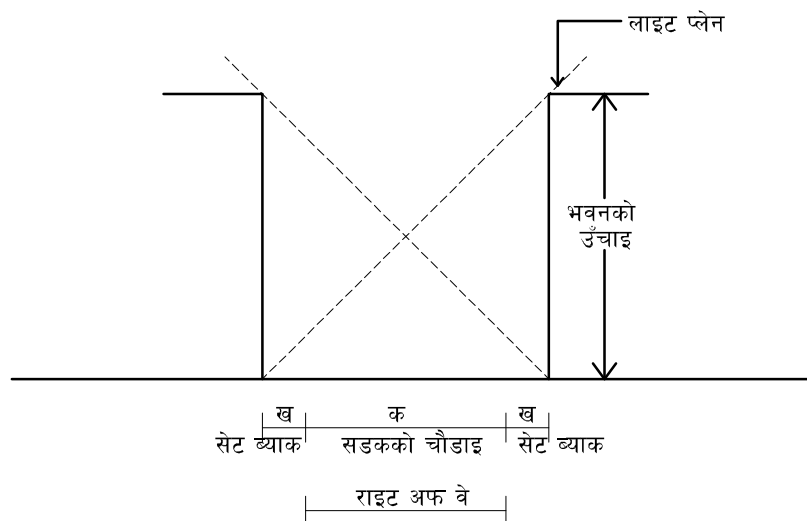 लाइट प्लेन
भवनको
उँचाइ
ख क ख
सेट ब्याक सडकको चौडाइ सेट ब्याक
राइट अफ वे